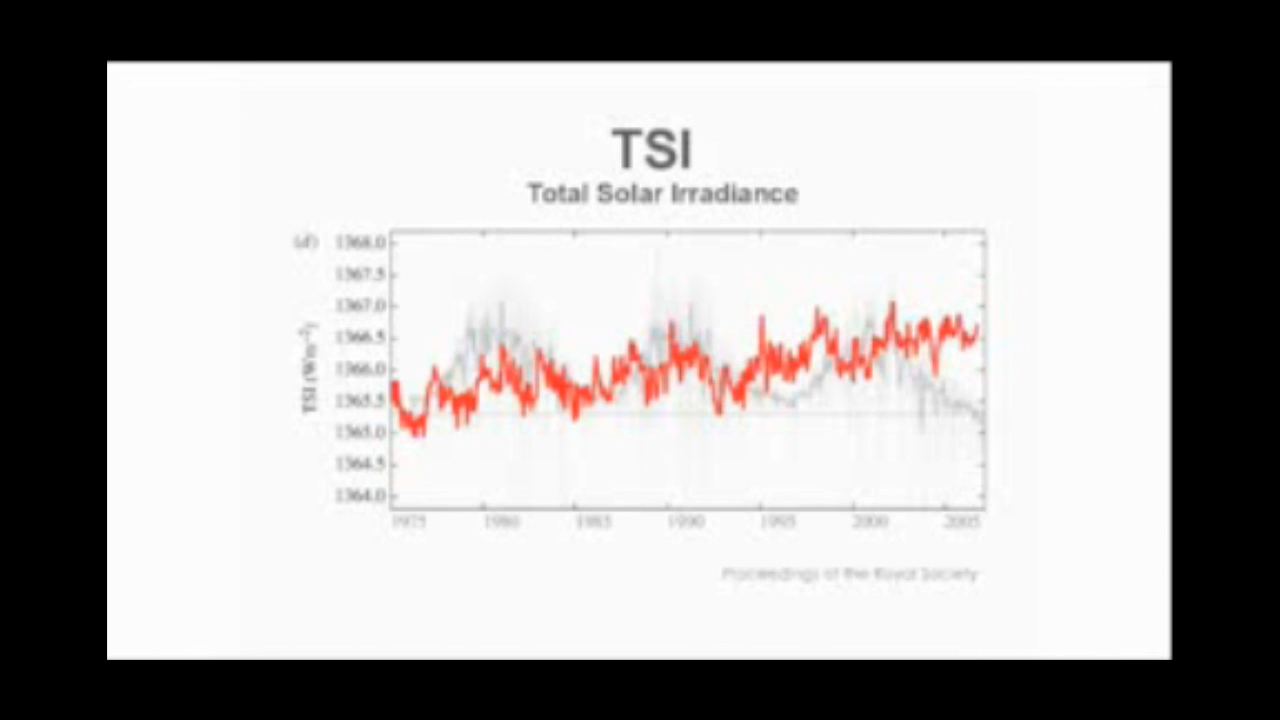 TSI
Total Solar Irradiance
(d)
1368.0
1367.5
1367.0
1366.5
1366.0
1365.5
1365.0
1364.5
1364.0
TSI (Wm⁻²)
1975 1980 1985 1990 1995 2000 2005
Proceedings of the Royal Society